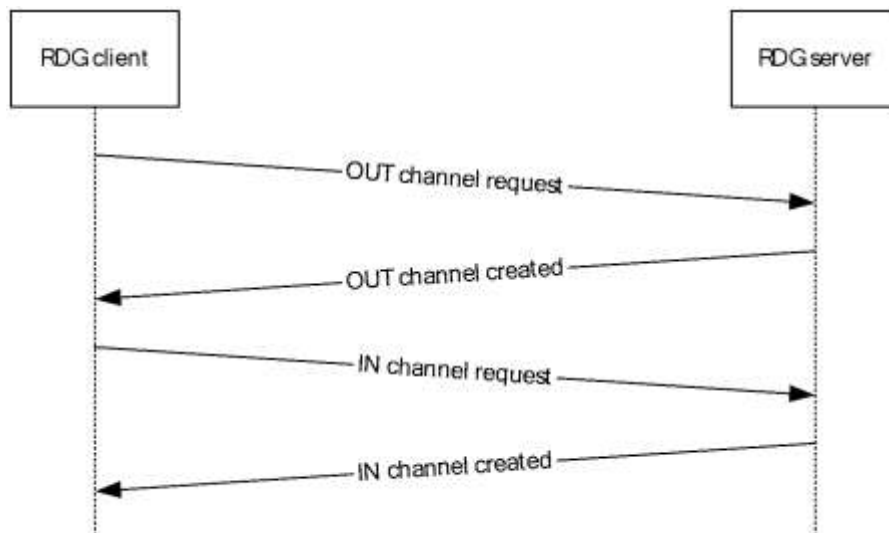 RDG client
RDG server
OUT channel request
OUT channel created
IN channel request
IN channel created